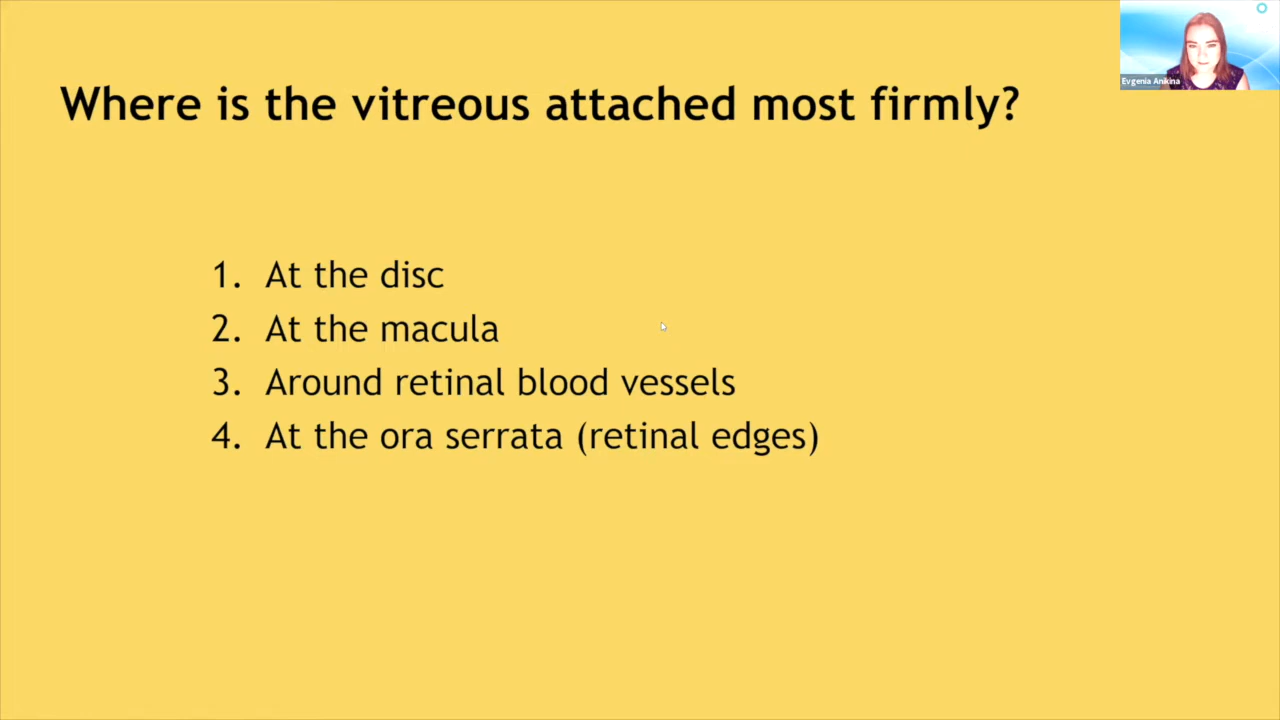 Evgenia Anikina
Where is the vitreous attached most firmly?
1. At the disc
2. At the macula
3. Around retinal blood vessels
4. At the ora serrata (retinal edges)